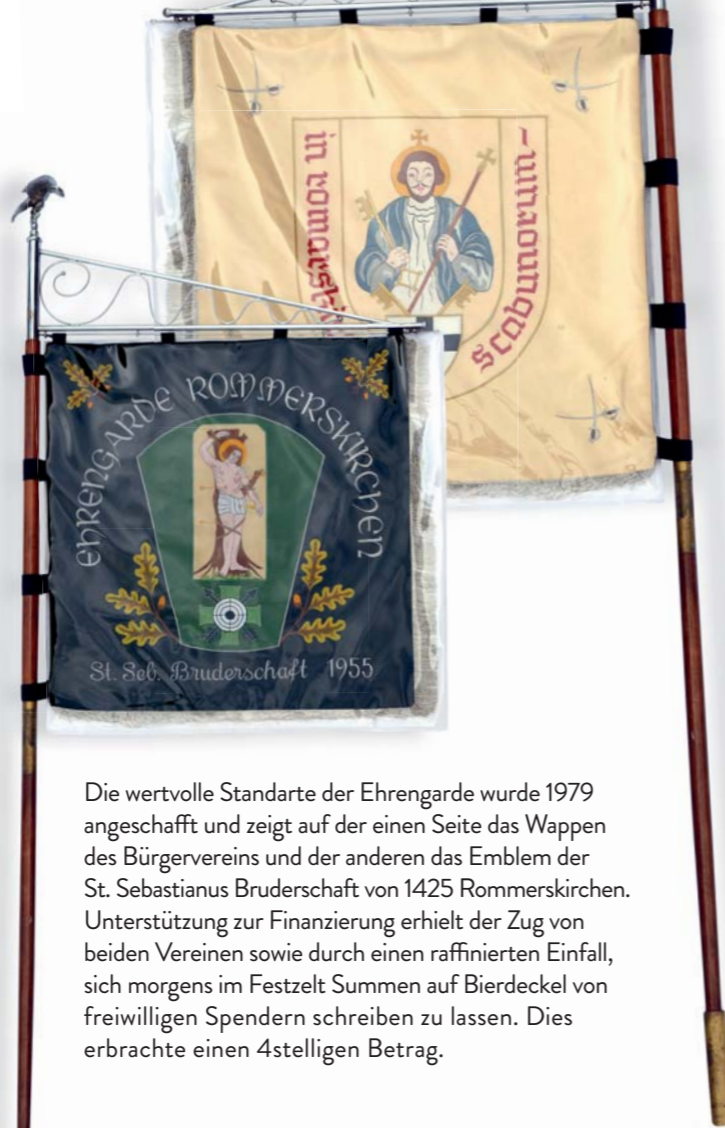 in romeski
scabunorum
EHRENGARDE ROMMERSKIRCHEN
St. Seb. Bruderschaft 1955
Die wertvolle Standarte der Ehrengarde wurde 1979
angeschafft und zeigt auf der einen Seite das Wappen
des Bürgervereins und der anderen das Emblem der
St. Sebastianus Bruderschaft von 1425 Rommerskirchen.
Unterstützung zur Finanzierung erhielt der Zug von
beiden Vereinen sowie durch einen raffinierten Einfall,
sich morgens im Festzelt Summen auf Bierdeckel von
freiwilligen Spendern schreiben zu lassen. Dies
erbrachte einen 4stelligen Betrag.